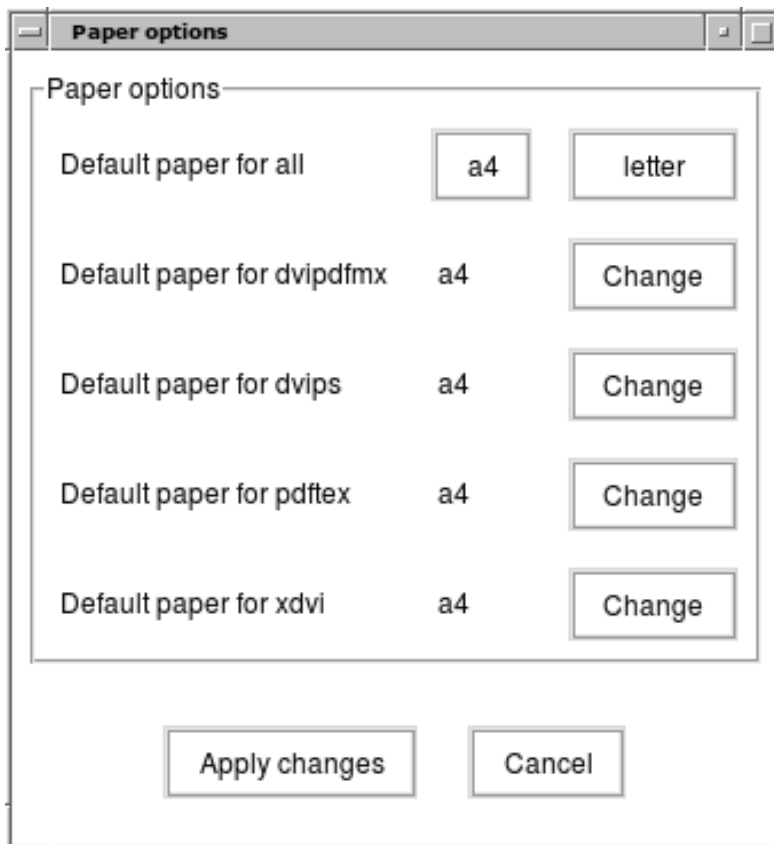 Paper options
Paper options
Default paper for all a4 letter
Default paper for dvipdfmx a4 Change
Default paper for dvips a4 Change
Default paper for pdftex a4 Change
Default paper for xdvi a4 Change
Apply changes Cancel